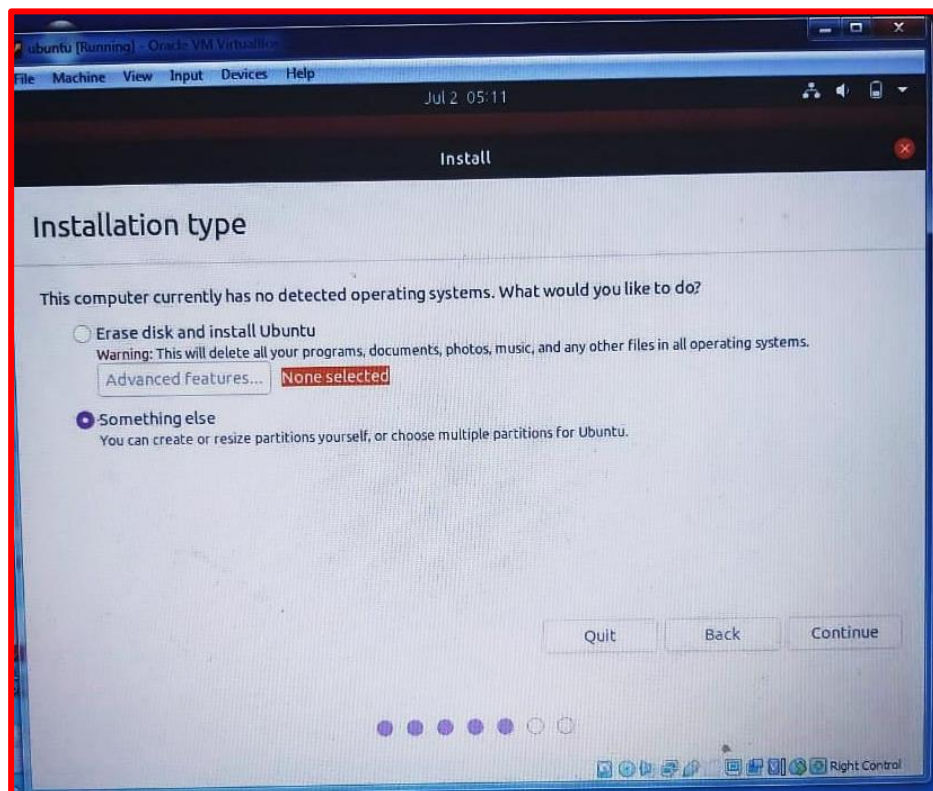 ubuntu [Running] - Oracle VM VirtualBox
File Machine View Input Devices Help
Jul 2 05:11
Install
Installation type
This computer currently has no detected operating systems. What would you like to do?
Erase disk and install Ubuntu
Warning: This will delete all your programs, documents, photos, music, and any other files in all operating systems.
Advanced features... None selected
Something else
You can create or resize partitions yourself, or choose multiple partitions for Ubuntu.
Quit Back Continue
Right Control